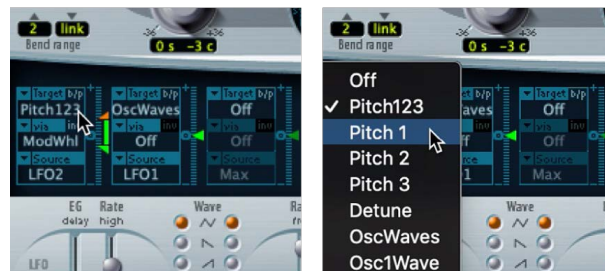 2 link
Bend range
-36 +36
0 s -3 c
Target b/p
Target b/p
Target b/p
Pitch123
OscWaves
Off
via inv
via inv
via inv
ModWhl
Off
Off
Source
Source
Source
LFO2
LFO1
Max
EG Rate
delay high
Wave
LFO
2 link
Bend range
-36 +36
0 s -3 c
Off
✓ Pitch123
Pitch 1
Pitch 2
Pitch 3
Detune
OscWaves
Osc1Wave
Target b/p
Off
via inv
Off
Source
Max
Wave